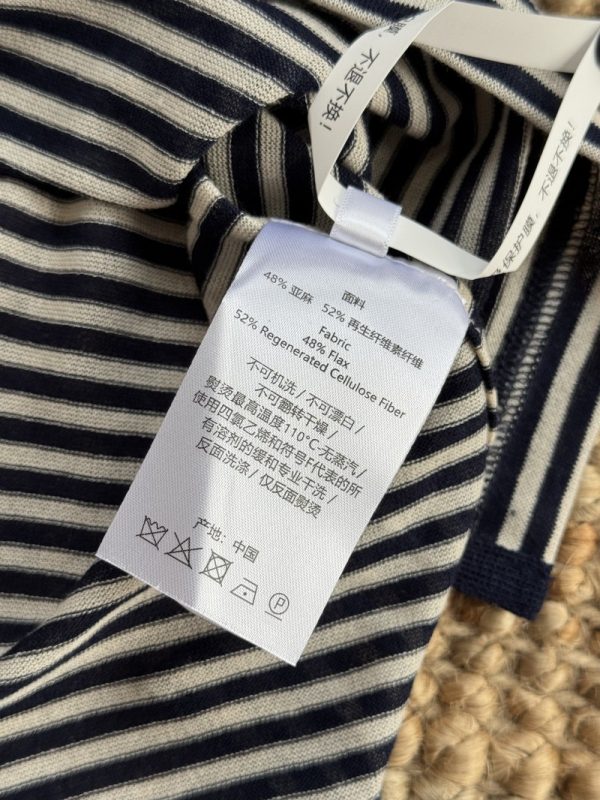 不退不换！
保护膜，不退不换！
面料
48% 亚麻 52% 再生纤维素纤维
Fabric
48% Flax
52% Regenerated Cellulose Fiber
不可机洗 / 不可漂白 /
不可翻转干燥 /
熨烫最高温度110°C-无蒸汽 /
使用四氯乙烯和符号F代表的所
有溶剂的缓和专业干洗 /
反面洗涤 / 仅反面熨烫
产地：中国
P